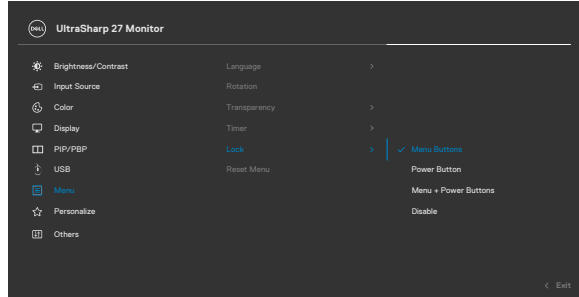 DELL UltraSharp 27 Monitor
Brightness/Contrast
Input Source
Color
Display
PIP/PBP
USB
Menu
Personalize
Others
Language
Rotation
Transparency
Timer
Lock
Reset Menu
Menu Buttons
Power Button
Menu + Power Buttons
Disable
Exit